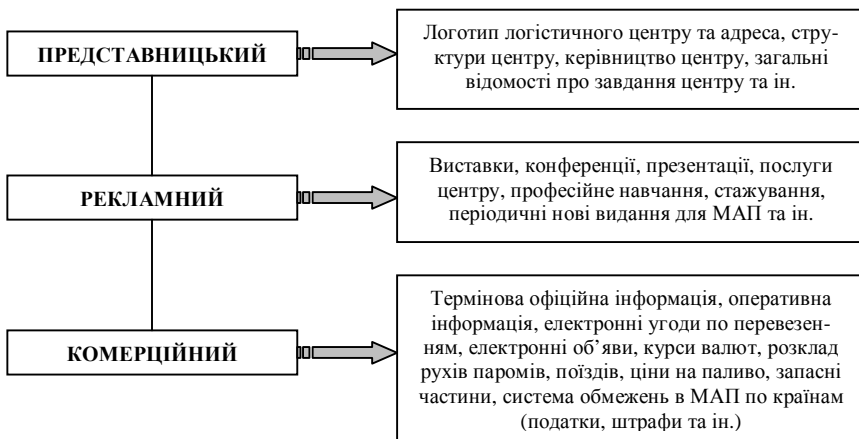 ПРЕДСТАВНИЦЬКИЙ
Логотип логістичного центру та адреса, стру-
ктури центру, керівництво центру, загальні
відомості про завдання центру та ін.
РЕКЛАМНИЙ
Виставки, конференції, презентації, послуги
центру, професійне навчання, стажування,
періодичні нові видання для МАП та ін.
КОМЕРЦІЙНИЙ
Термінова офіційна інформація, оперативна
інформація, електронні угоди по перевезен-
ням, електронні об’яви, курси валют, розклад
рухів паромів, поїздів, ціни на паливо, запасні
частини, система обмежень в МАП по країнам
(податки, штрафи та ін.)